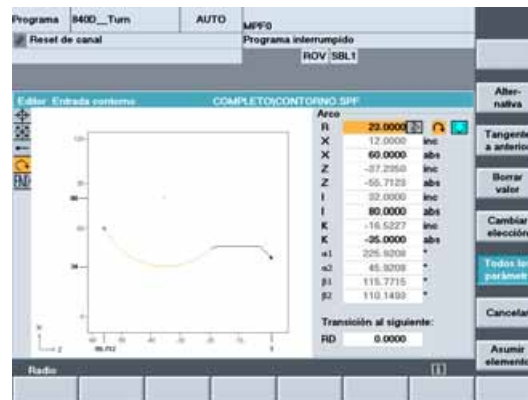 Programa 840D__Turn AUTO MPF0
Reset de canal Programa interrumpido
ROV SBL1
Editor Entrada contorno COMPLETO\CONTORNO.SPF
END
Arco
R 23.0000
X 12.0000 inc
X 60.0000 abs
Z -37.2950 inc
Z -55.7123 abs
I 32.0000 inc
I 80.0000 abs
K -16.5227 inc
K -35.0000 abs
α1 225.9208 °
α2 45.9208 °
β1 115.7715 °
β2 110.1493 °
Transición al siguiente:
RD 0.0000
Radio
Alter-
nativa
Tangente
a anterior
Borrar
valor
Cambiar
elección
Todos los
parámetr
Cancelar
Asumir
elemento